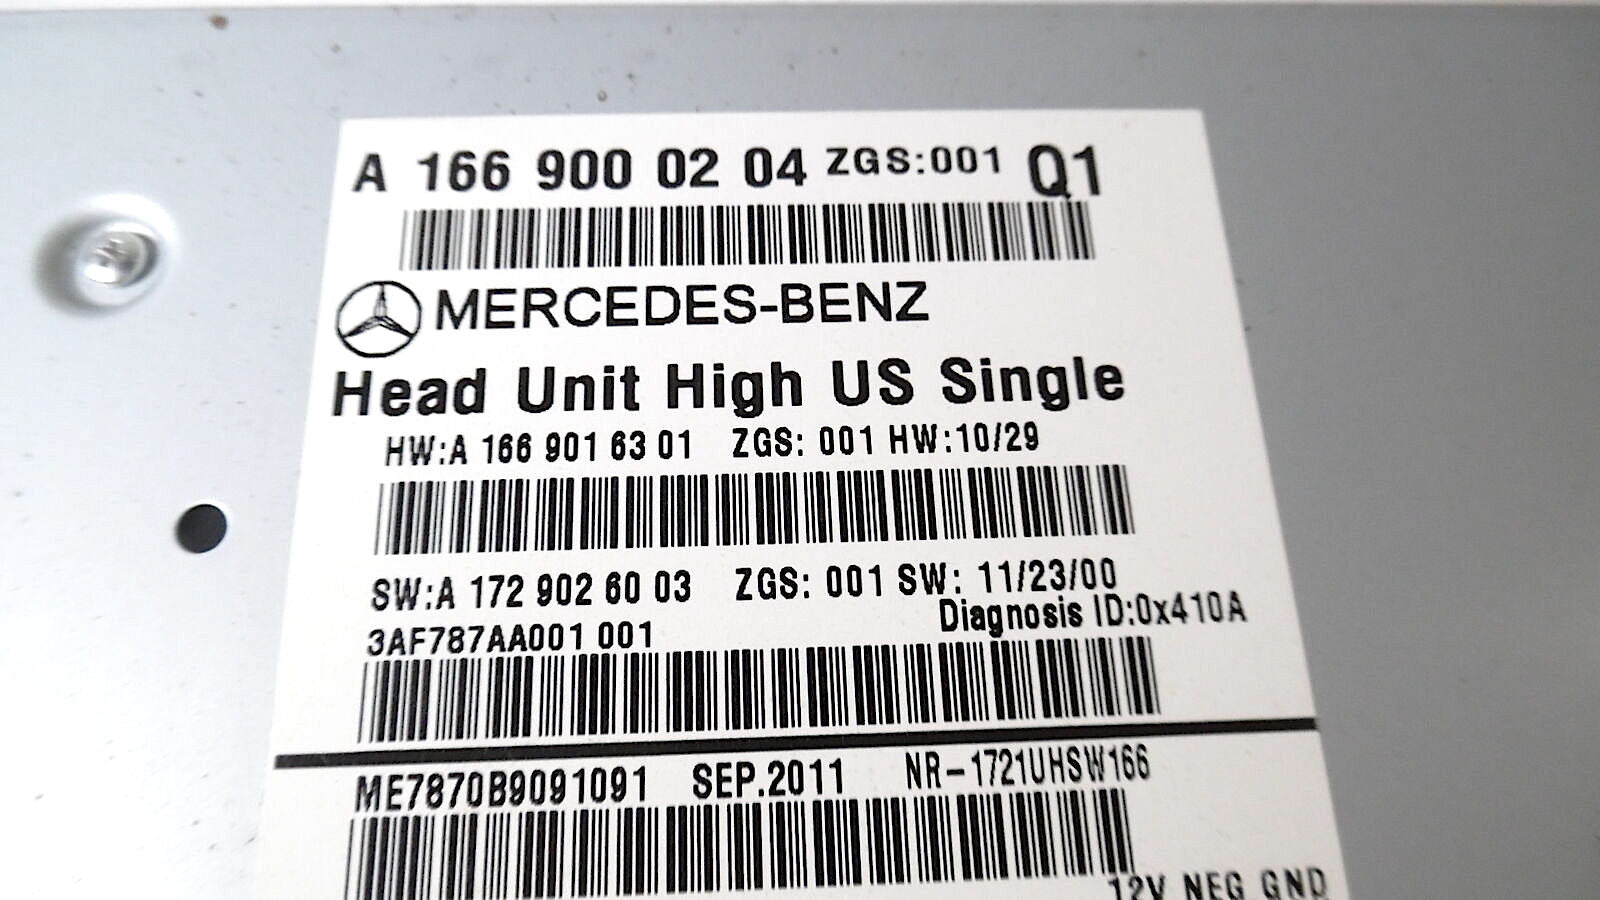 A 166 900 02 04 ZGS:001 Q1
MERCEDES-BENZ
Head Unit High US Single
HW:A 166 901 63 01 ZGS: 001 HW:10/29
SW:A 172 902 60 03 ZGS: 001 SW: 11/23/00
3AF787AA001 001 Diagnosis ID:0x410A
ME7870B9091091 SEP.2011 NR-1721UHSW166
12V NEG GND